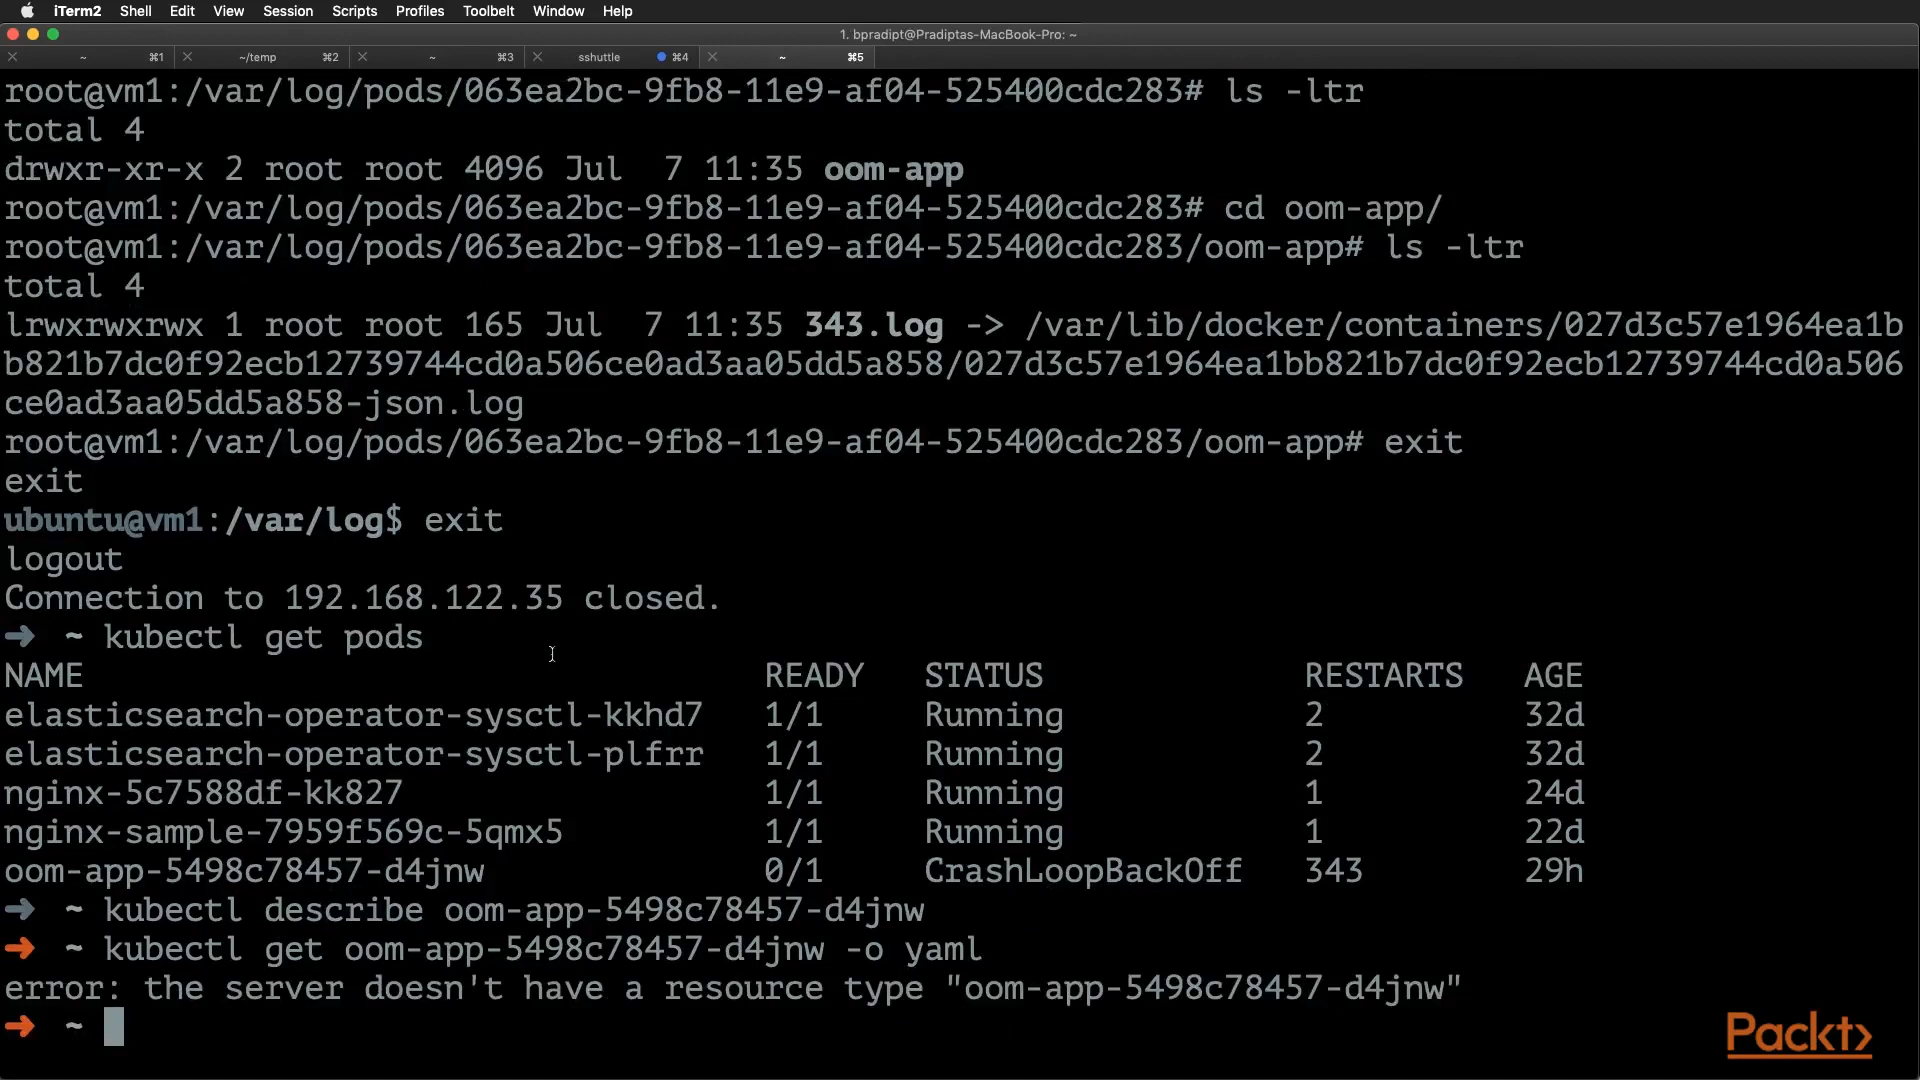 iTerm2 Shell Edit View Session Scripts Profiles Toolbelt Window Help
1. bpradipt@Pradiptas-MacBook-Pro: ~
~ ⌘1 ~/temp ⌘2 ~ ⌘3 sshuttle ⌘4 ~ ⌘5
root@vm1:/var/log/pods/063ea2bc-9fb8-11e9-af04-525400cdc283# ls -ltr
total 4
drwxr-xr-x 2 root root 4096 Jul  7 11:35 oom-app
root@vm1:/var/log/pods/063ea2bc-9fb8-11e9-af04-525400cdc283# cd oom-app/
root@vm1:/var/log/pods/063ea2bc-9fb8-11e9-af04-525400cdc283/oom-app# ls -ltr
total 4
lrwxrwxrwx 1 root root 165 Jul  7 11:35 343.log -> /var/lib/docker/containers/027d3c57e1964ea1b
b821b7dc0f92ecb12739744cd0a506ce0ad3aa05dd5a858/027d3c57e1964ea1bb821b7dc0f92ecb12739744cd0a506
ce0ad3aa05dd5a858-json.log
root@vm1:/var/log/pods/063ea2bc-9fb8-11e9-af04-525400cdc283/oom-app# exit
exit
ubuntu@vm1:/var/log$ exit
logout
Connection to 192.168.122.35 closed.
➜ ~ kubectl get pods
NAME READY STATUS RESTARTS AGE
elasticsearch-operator-sysctl-kkhd7 1/1 Running 2 32d
elasticsearch-operator-sysctl-plfrr 1/1 Running 2 32d
nginx-5c7588df-kk827 1/1 Running 1 24d
nginx-sample-7959f569c-5qmx5 1/1 Running 1 22d
oom-app-5498c78457-d4jnw 0/1 CrashLoopBackOff 343 29h
➜ ~ kubectl describe oom-app-5498c78457-d4jnw
➜ ~ kubectl get oom-app-5498c78457-d4jnw -o yaml
error: the server doesn't have a resource type "oom-app-5498c78457-d4jnw"
➜ ~
Packt>